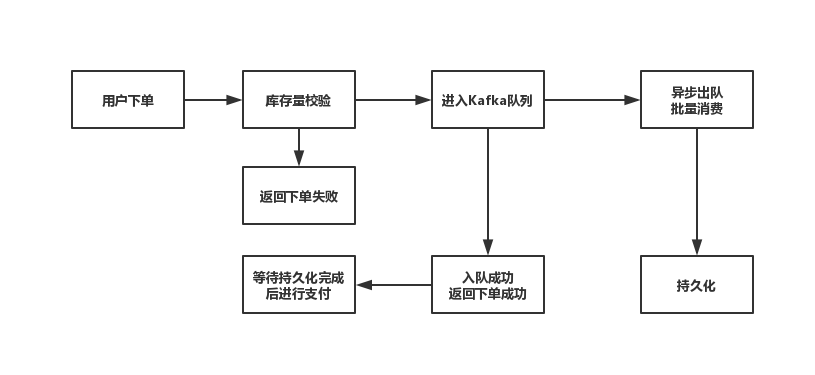 用户下单
库存量校验
进入Kafka队列
异步出队
批量消费
返回下单失败
等待持久化完成
后进行支付
入队成功
返回下单成功
持久化